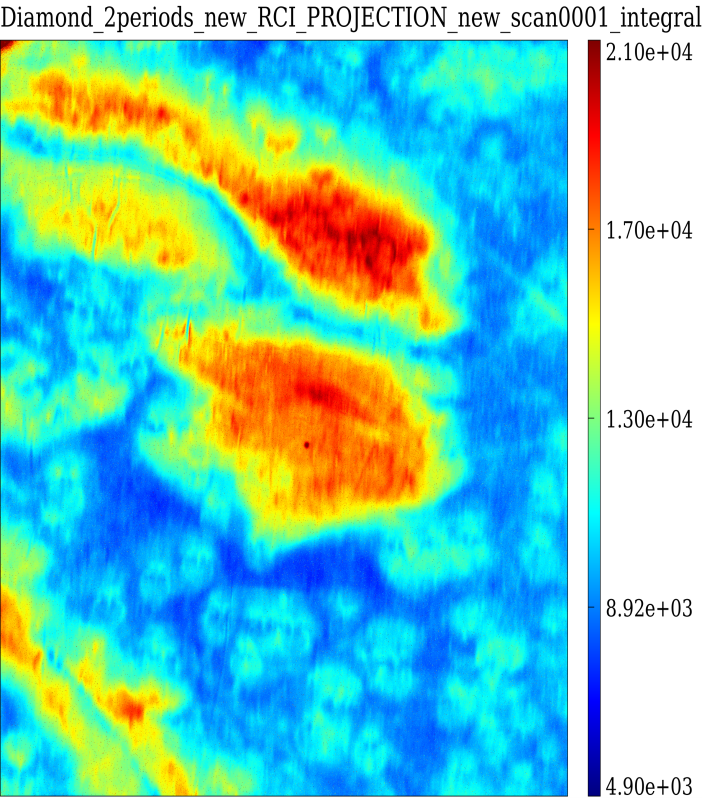 Diamond_2periods_new_RCI_PROJECTION_new_scan0001_integral
2.10e+04
1.70e+04
1.30e+04
8.92e+03
4.90e+03